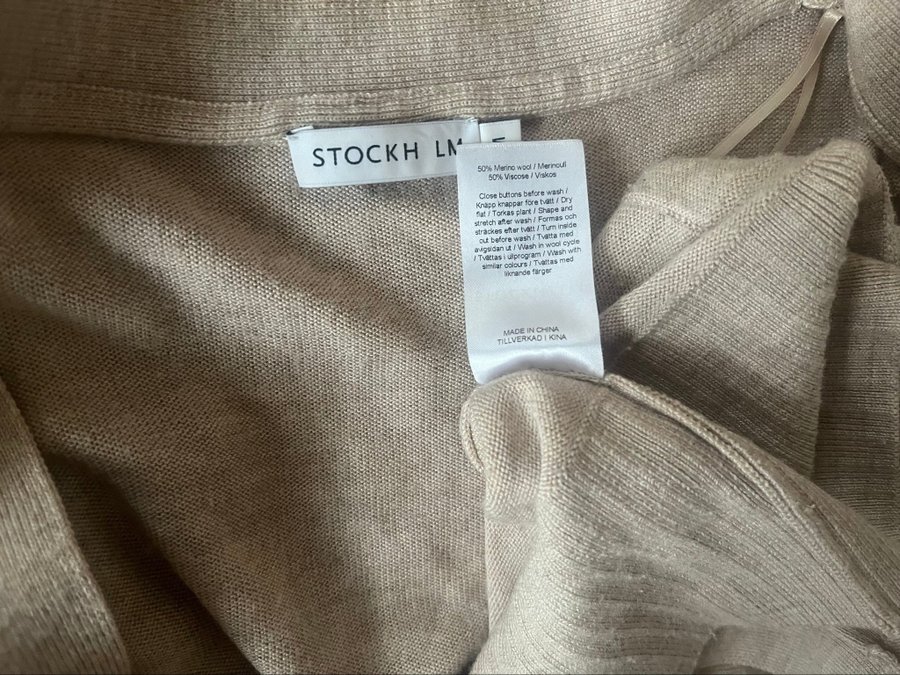 STOCKH LM
50% Merino wool / Merinoull
50% Viscose / Viskos
Close buttons before wash /
Knäpp knappar före tvätt / Dry
flat / Torkas plant / Shape and
stretch after wash / Formas och
sträckes efter tvätt / Turn inside
out before wash / Tvätta med
avigsidan ut / Wash in wool cycle
/ Tvättas i ullprogram / Wash with
similar colours / Tvättas med
liknande färger
MADE IN CHINA
TILLVERKAD I KINA